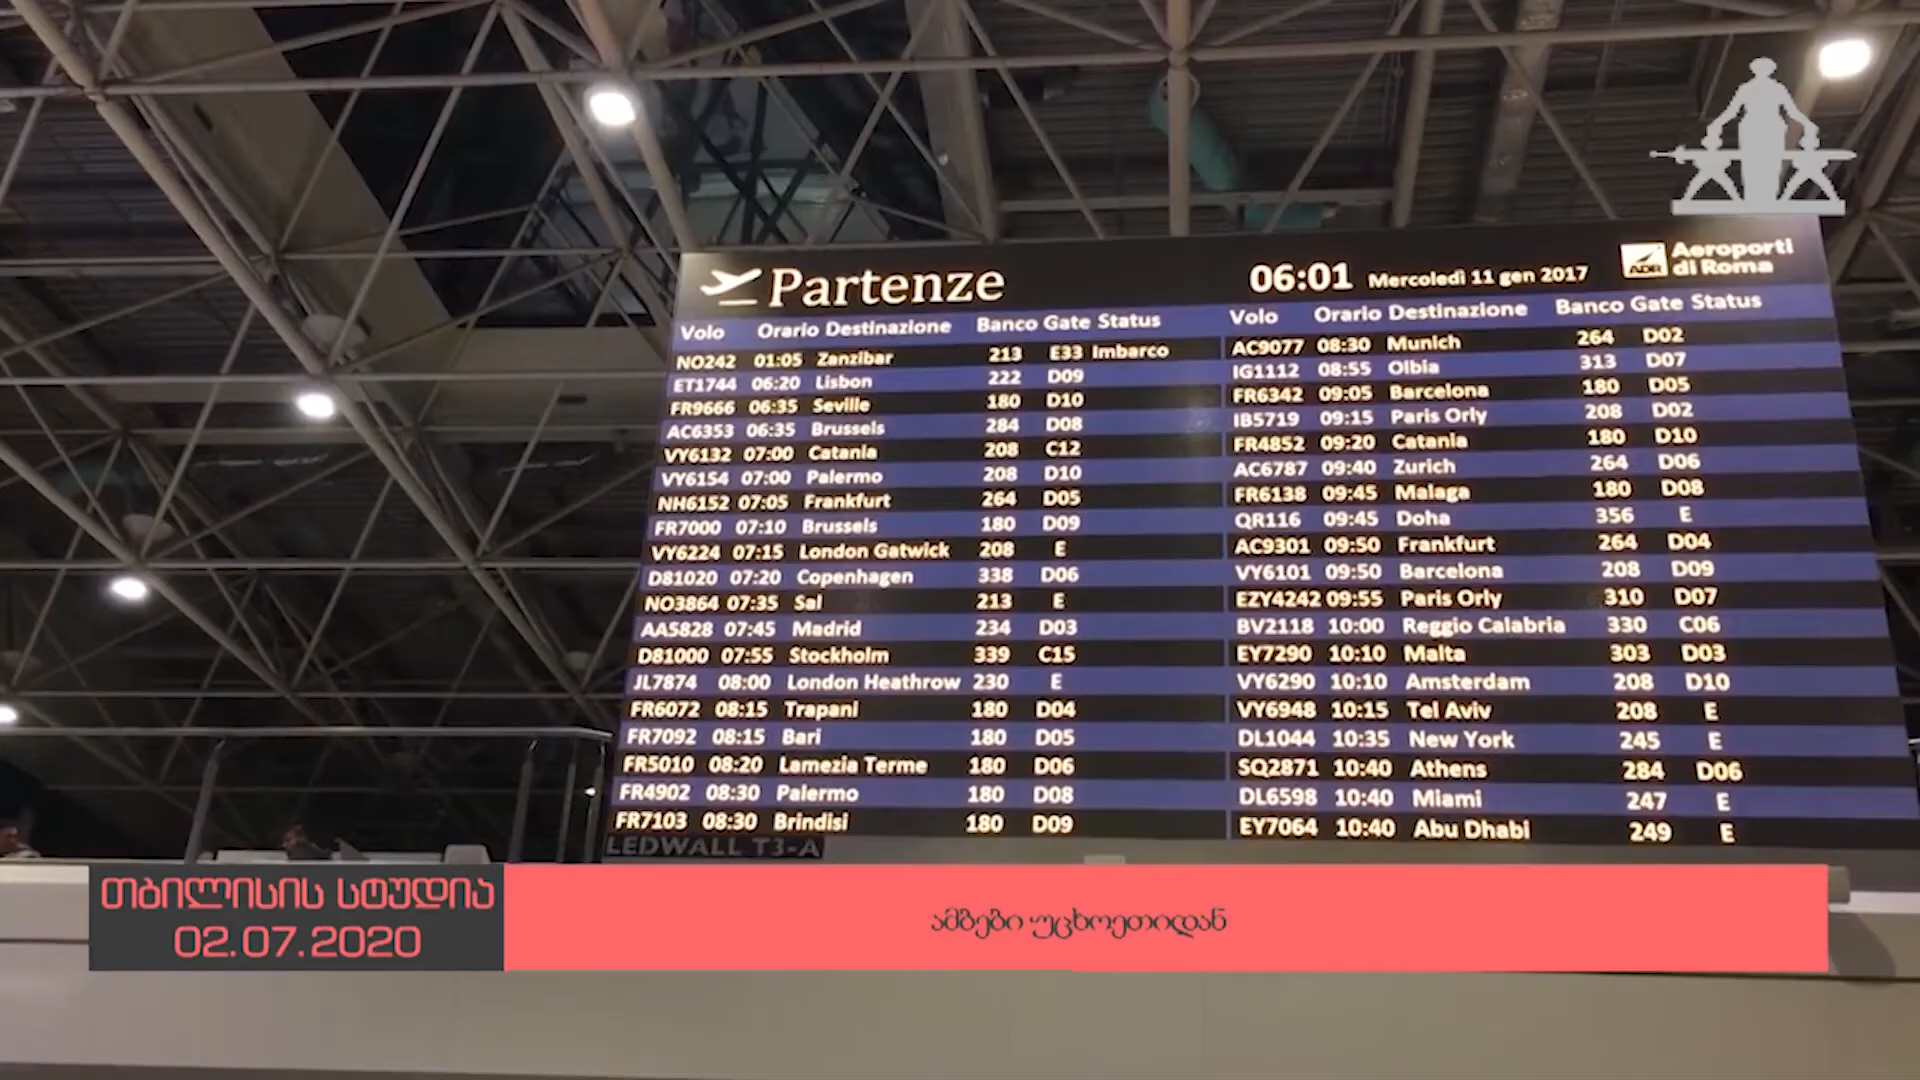 Partenze
06:01 Mercoledì 11 gen 2017
ADR Aeroporti di Roma
Volo Orario Destinazione Banco Gate Status
NO242 01:05 Zanzibar 213 E33 Imbarco
ET1744 06:20 Lisbon 222 D09
FR9666 06:35 Seville 180 D10
AC6353 06:35 Brussels 284 D08
VY6132 07:00 Catania 208 C12
VY6154 07:00 Palermo 208 D10
NH6152 07:05 Frankfurt 264 D05
FR7000 07:10 Brussels 180 D09
VY6224 07:15 London Gatwick 208 E
D81020 07:20 Copenhagen 338 D06
NO3864 07:35 Sal 213 E
AA5828 07:45 Madrid 234 D03
D81000 07:55 Stockholm 339 C15
JL7874 08:00 London Heathrow 230 E
FR6072 08:15 Trapani 180 D04
FR7092 08:15 Bari 180 D05
FR5010 08:20 Lamezia Terme 180 D06
FR4902 08:30 Palermo 180 D08
FR7103 08:30 Brindisi 180 D09
Volo Orario Destinazione Banco Gate Status
AC9077 08:30 Munich 264 D02
IG1112 08:55 Olbia 313 D07
FR6342 09:05 Barcelona 180 D05
IB5719 09:15 Paris Orly 208 D02
FR4852 09:20 Catania 180 D10
AC6787 09:40 Zurich 264 D06
FR6138 09:45 Malaga 180 D08
QR116 09:45 Doha 356 E
AC9301 09:50 Frankfurt 264 D04
VY6101 09:50 Barcelona 208 D09
EZY4242 09:55 Paris Orly 310 D07
BV2118 10:00 Reggio Calabria 330 C06
EY7290 10:10 Malta 303 D03
VY6290 10:10 Amsterdam 208 D10
VY6948 10:15 Tel Aviv 208 E
DL1044 10:35 New York 245 E
SQ2871 10:40 Athens 284 D06
DL6598 10:40 Miami 247 E
EY7064 10:40 Abu Dhabi 249 E
LEDWALL T3-A
თბილისის სტუდია
02.07.2020
ამბები უცხოეთიდან